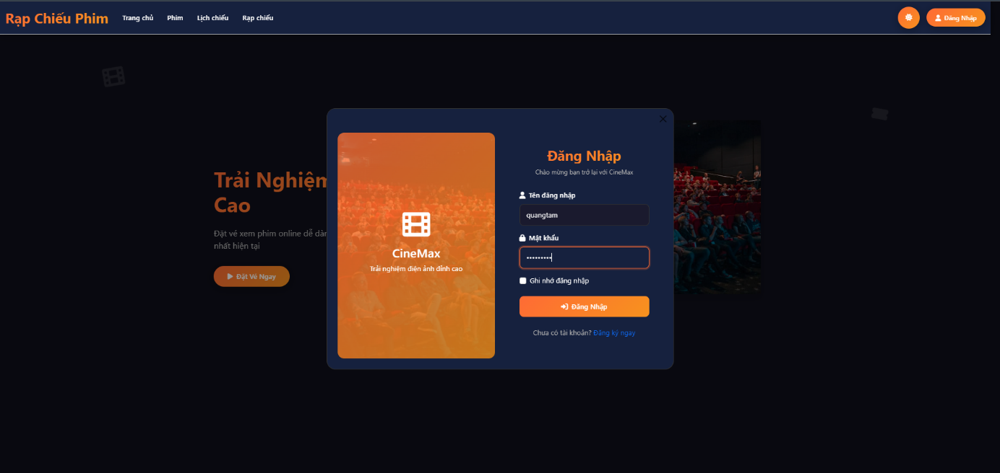 Rạp Chiếu Phim
Trang chủ
Phim
Lịch chiếu
Rạp chiếu
Đăng Nhập
Trải Nghiệm
Cao
Đặt vé xem phim online dễ dàn
nhất hiện tại
Đặt Vé Ngay
CineMax
Trải nghiệm điện ảnh đỉnh cao
Đăng Nhập
Chào mừng bạn trở lại với CineMax
Tên đăng nhập
quangtam
Mật khẩu
•••••••••
Ghi nhớ đăng nhập
Đăng Nhập
Chưa có tài khoản? Đăng ký ngay